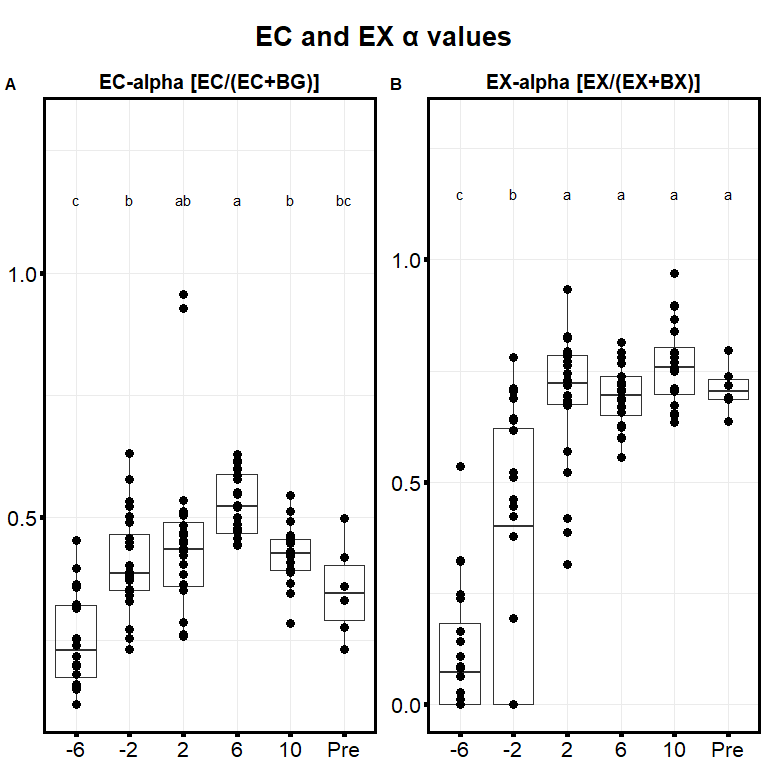 EC and EX α values
A EC-alpha [EC/(EC+BG)]
c b ab a b bc
1.0
0.5
-6 -2 2 6 10 Pre
B EX-alpha [EX/(EX+BX)]
c b a a a a
1.0
0.5
0.0
-6 -2 2 6 10 Pre